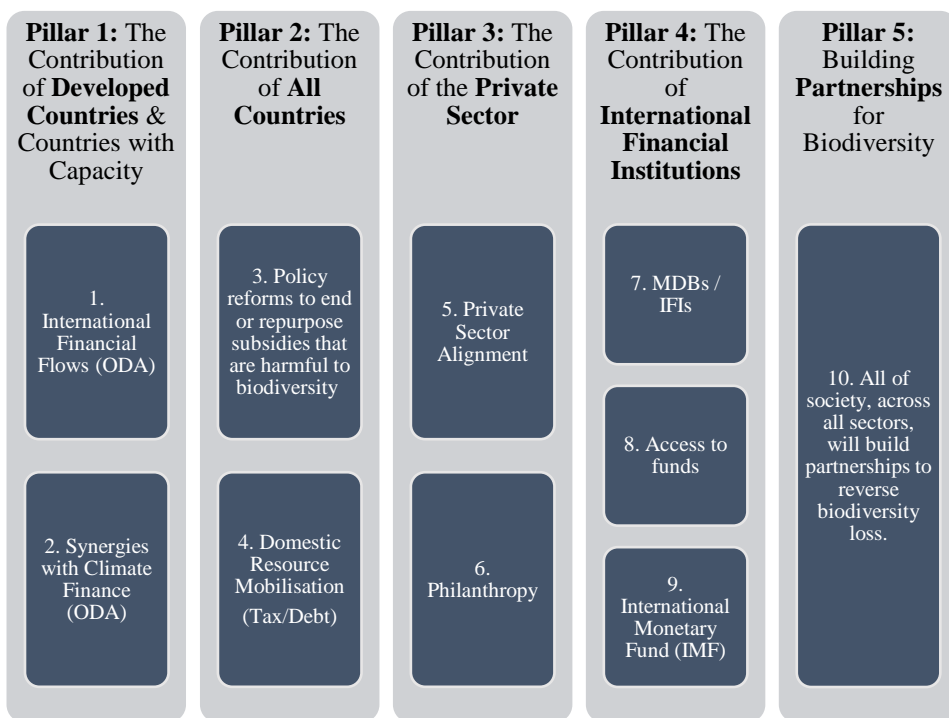 Pillar 1: The
Contribution
of Developed
Countries &
Countries with
Capacity
1.
International
Financial
Flows (ODA)
2. Synergies
with Climate
Finance
(ODA)
Pillar 2: The
Contribution
of All
Countries
3. Policy
reforms to end
or repurpose
subsidies that
are harmful to
biodiversity
4. Domestic
Resource
Mobilisation
(Tax/Debt)
Pillar 3: The
Contribution
of the Private
Sector
5. Private
Sector
Alignment
6.
Philanthropy
Pillar 4: The
Contribution
of
International
Financial
Institutions
7. MDBs /
IFIs
8. Access to
funds
9.
International
Monetary
Fund (IMF)
Pillar 5:
Building
Partnerships
for
Biodiversity
10. All of
society, across
all sectors,
will build
partnerships to
reverse
biodiversity
loss.